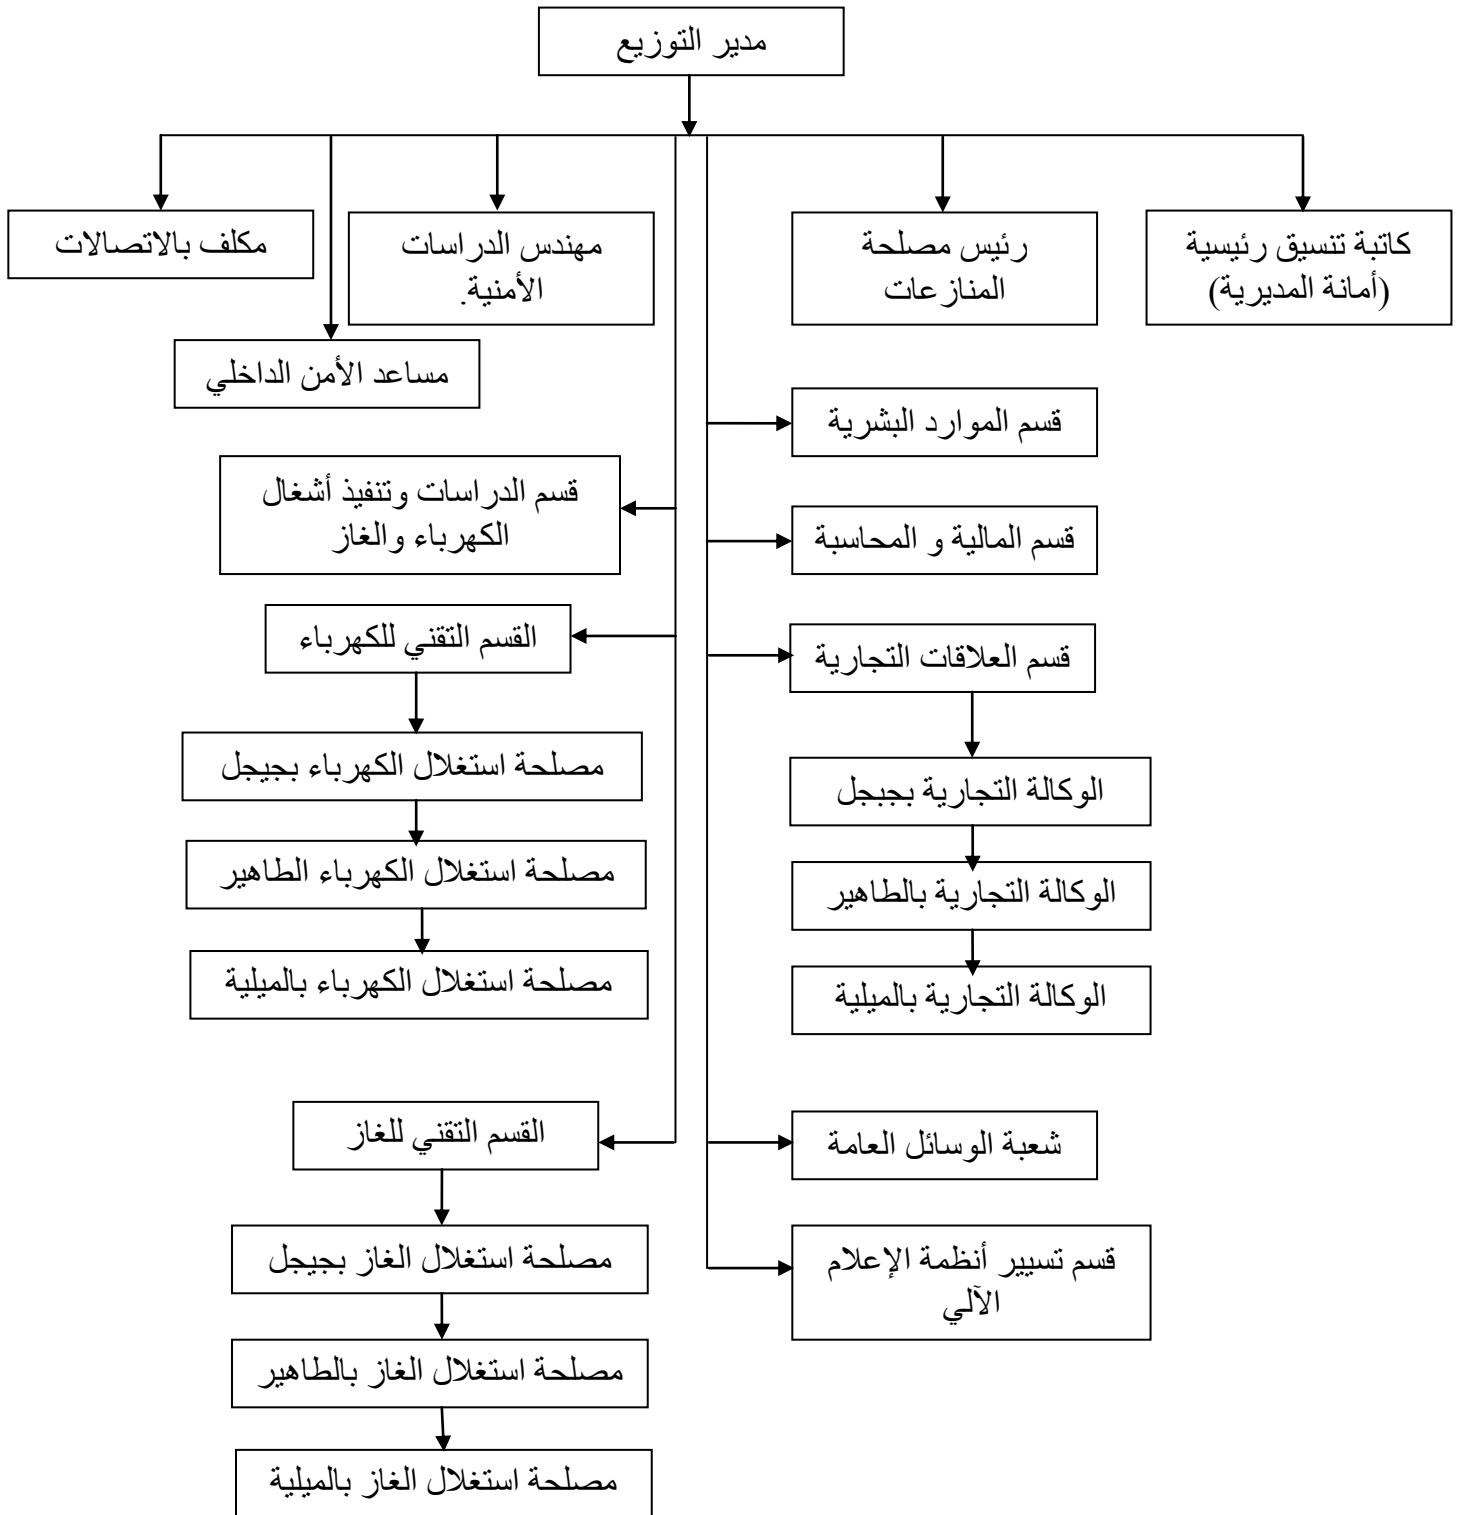 مدير التوزيع
كاتبة تنسيق رئيسية
(أمانة المديرية)
رئيس مصلحة
المنازعات
مهندس الدراسات
الأمنية.
مكلف بالاتصالات
مساعد الأمن الداخلي
قسم الموارد البشرية
قسم الدراسات وتنفيذ أشغال
الكهرباء والغاز
قسم المالية و المحاسبة
القسم التقني للكهرباء
قسم العلاقات التجارية
مصلحة استغلال الكهرباء بجيجل
الوكالة التجارية بجبجل
مصلحة استغلال الكهرباء الطاهير
الوكالة التجارية بالطاهير
مصلحة استغلال الكهرباء بالميلية
الوكالة التجارية بالميلية
القسم التقني للغاز
شعبة الوسائل العامة
مصلحة استغلال الغاز بجيجل
قسم تسيير أنظمة الإعلام
الآلي
مصلحة استغلال الغاز بالطاهير
مصلحة استغلال الغاز بالميلية